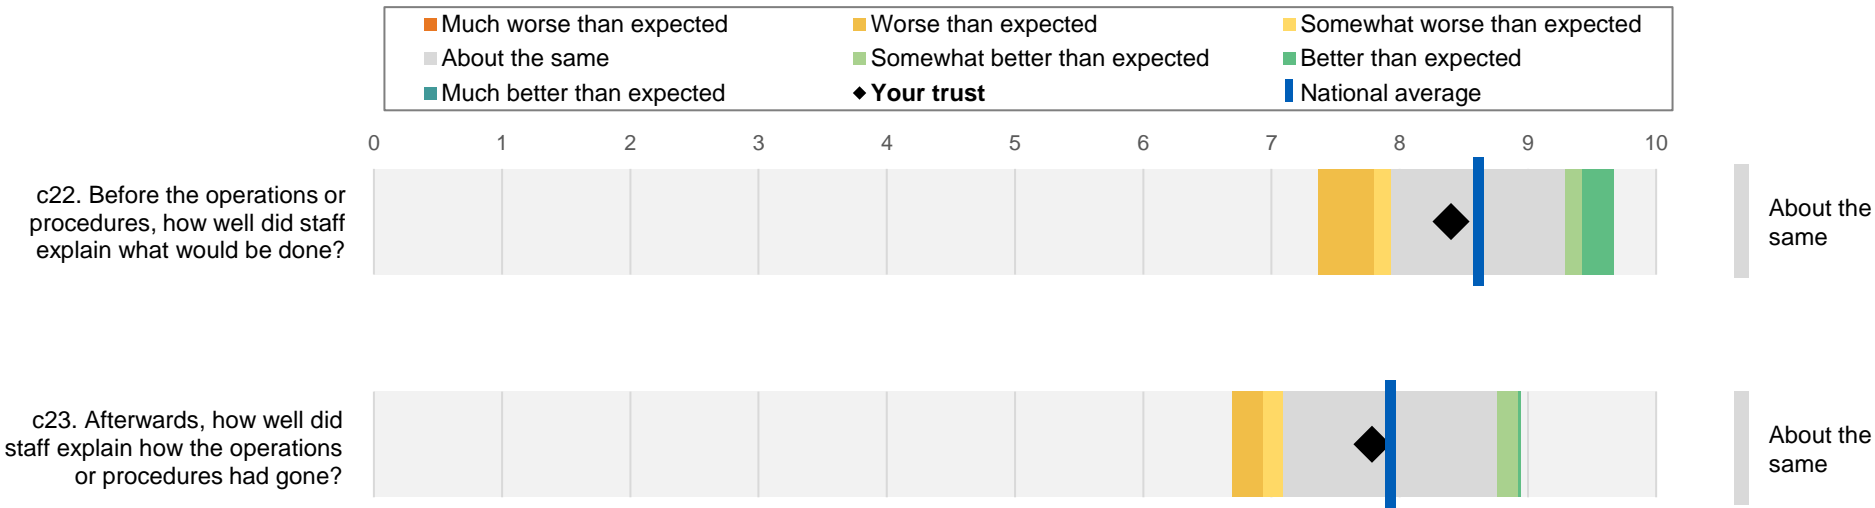 Much worse than expected
Worse than expected
Somewhat worse than expected
About the same
Somewhat better than expected
Better than expected
Much better than expected
Your trust
National average
0 1 2 3 4 5 6 7 8 9 10
c22. Before the operations or
procedures, how well did staff
explain what would be done?
About the
same
c23. Afterwards, how well did
staff explain how the operations
or procedures had gone?
About the
same